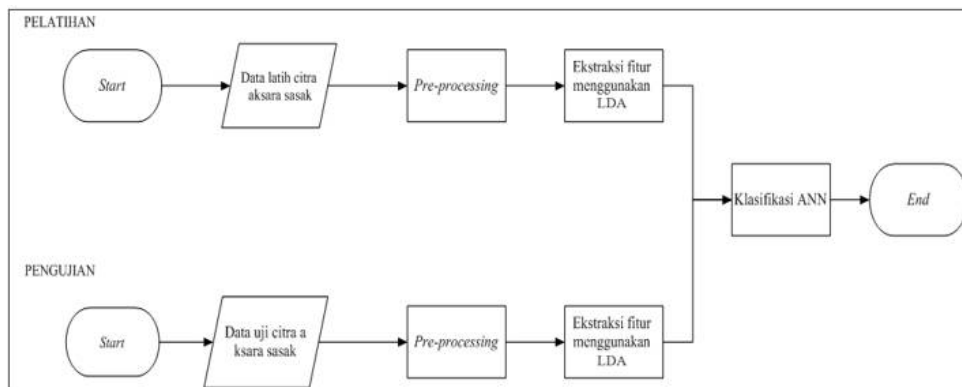 PELATIHAN
Start
Data latih citra
aksara sasak
Pre-processing
Ekstraksi fitur
menggunakan
LDA
Klasifikasi ANN
End
PENGUJIAN
Start
Data uji citra a
ksara sasak
Pre-processing
Ekstraksi fitur
menggunakan
LDA